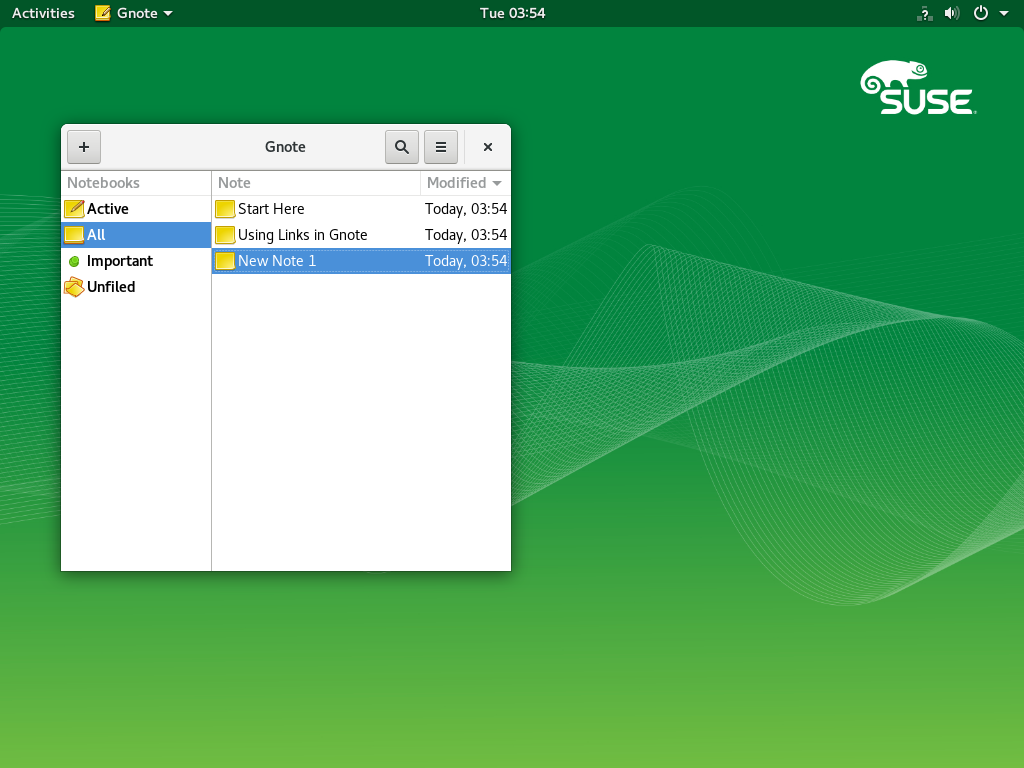 Activities Gnote Tue 03:54 ?
SUSE
+ Gnote
Notebooks Note Modified
Active Start Here Today, 03:54
All Using Links in Gnote Today, 03:54
Important New Note 1 Today, 03:54
Unfiled